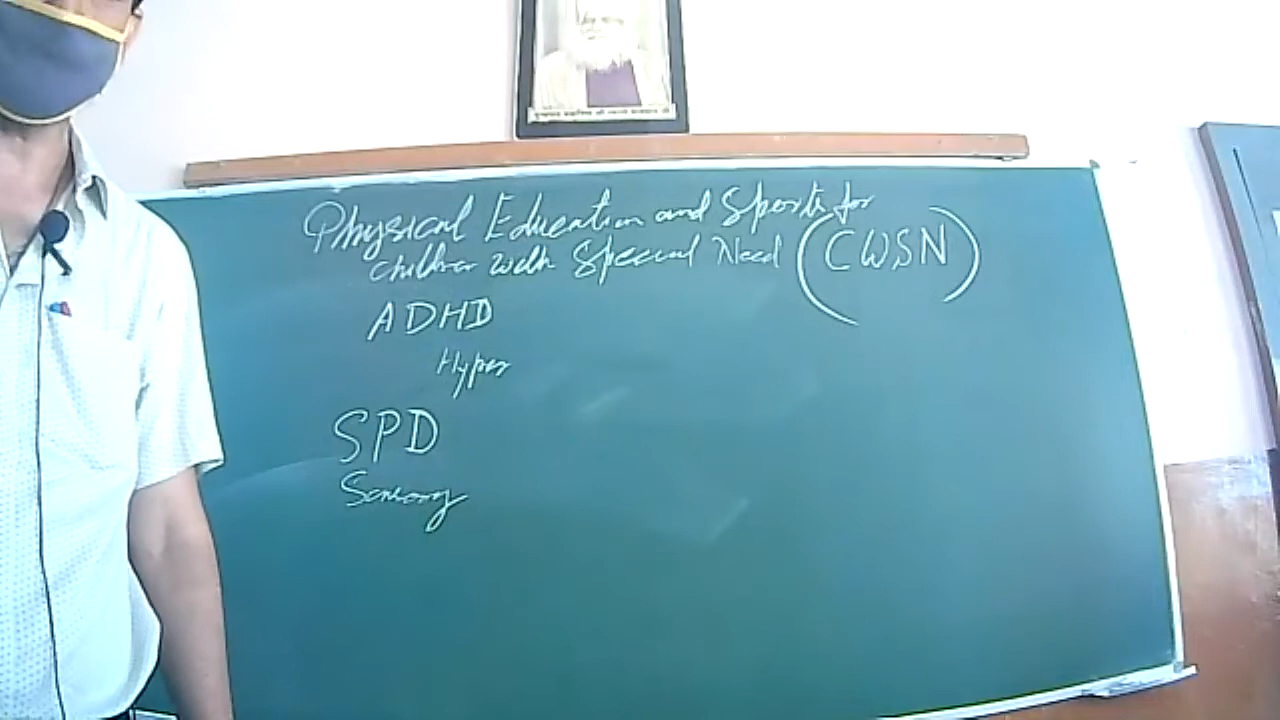 Physical Education and Sports for
children with Special Need (CWSN)
ADHD
Hyper
SPD
Sensory